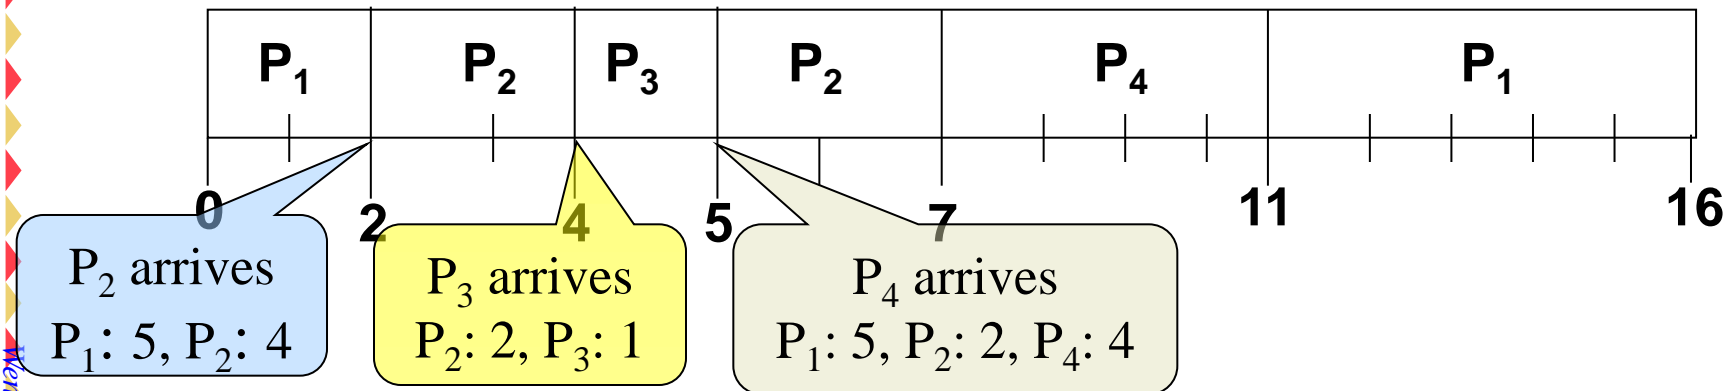 P₁ P₂ P₃ P₂ P₄ P₁
0 2 4 5 7 11 16
P₂ arrives
P₁: 5, P₂: 4
P₃ arrives
P₂: 2, P₃: 1
P₄ arrives
P₁: 5, P₂: 2, P₄: 4